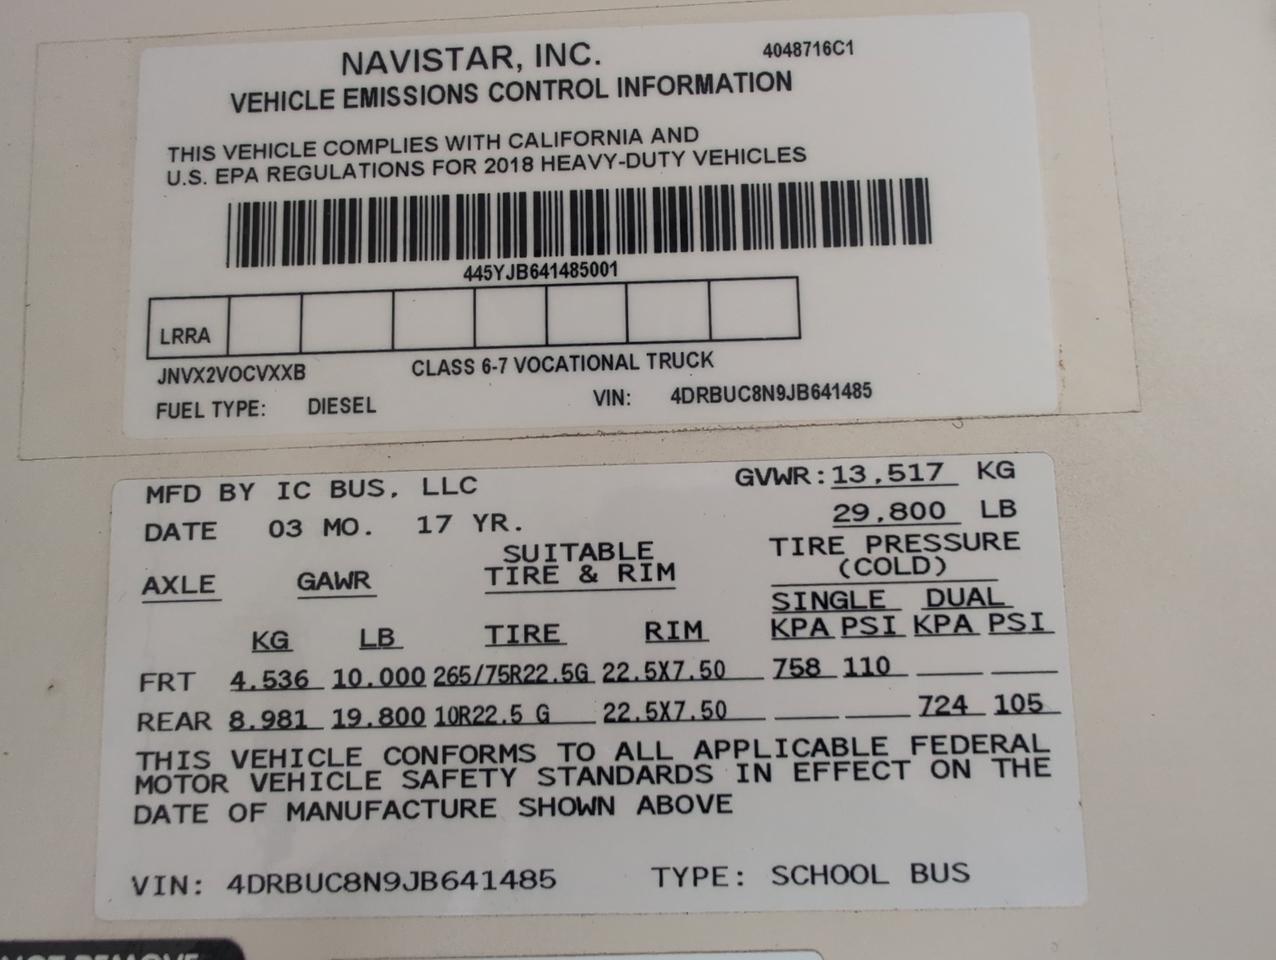 NAVISTAR, INC. 4048716C1
VEHICLE EMISSIONS CONTROL INFORMATION
THIS VEHICLE COMPLIES WITH CALIFORNIA AND
U.S. EPA REGULATIONS FOR 2018 HEAVY-DUTY VEHICLES
445YJB641485001
LRRA
JNVX2VOCVXXB CLASS 6-7 VOCATIONAL TRUCK
FUEL TYPE: DIESEL VIN: 4DRBUC8N9JB641485
MFD BY IC BUS, LLC GVWR: 13,517 KG
DATE 03 MO. 17 YR. 29,800 LB
SUITABLE TIRE PRESSURE
AXLE GAWR TIRE & RIM (COLD)
SINGLE DUAL
KG LB TIRE RIM KPA PSI KPA PSI
FRT 4.536 10.000 265/75R22.5G 22.5X7.50 758 110
REAR 8.981 19.800 10R22.5 G 22.5X7.50 724 105
THIS VEHICLE CONFORMS TO ALL APPLICABLE FEDERAL
MOTOR VEHICLE SAFETY STANDARDS IN EFFECT ON THE
DATE OF MANUFACTURE SHOWN ABOVE
VIN: 4DRBUC8N9JB641485 TYPE: SCHOOL BUS
NOT REMOVE